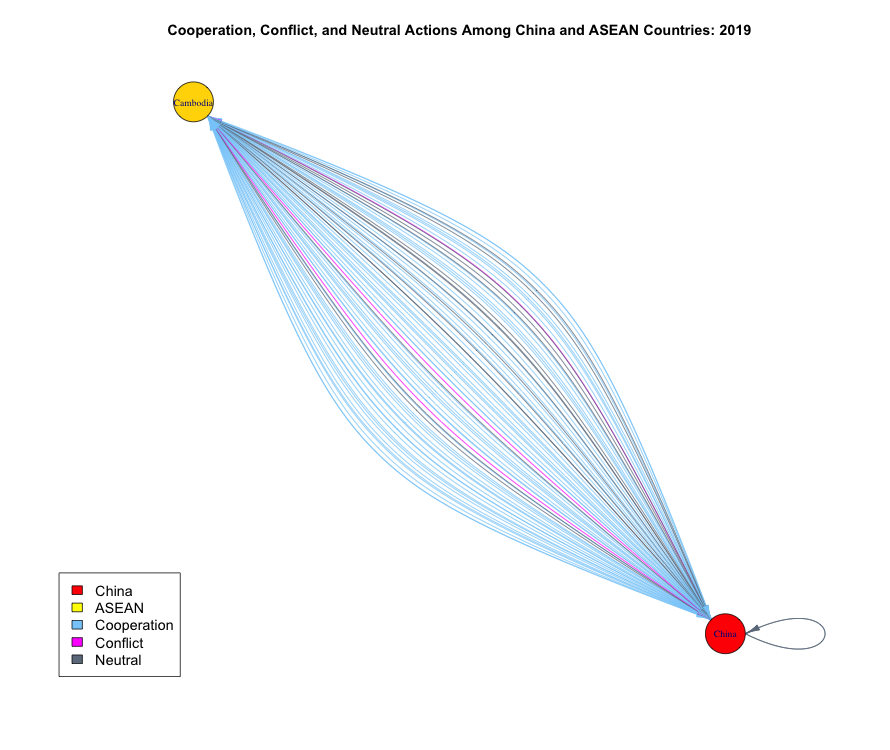 Cooperation, Conflict, and Neutral Actions Among China and ASEAN Countries: 2019
Cambodia
China
China
ASEAN
Cooperation
Conflict
Neutral